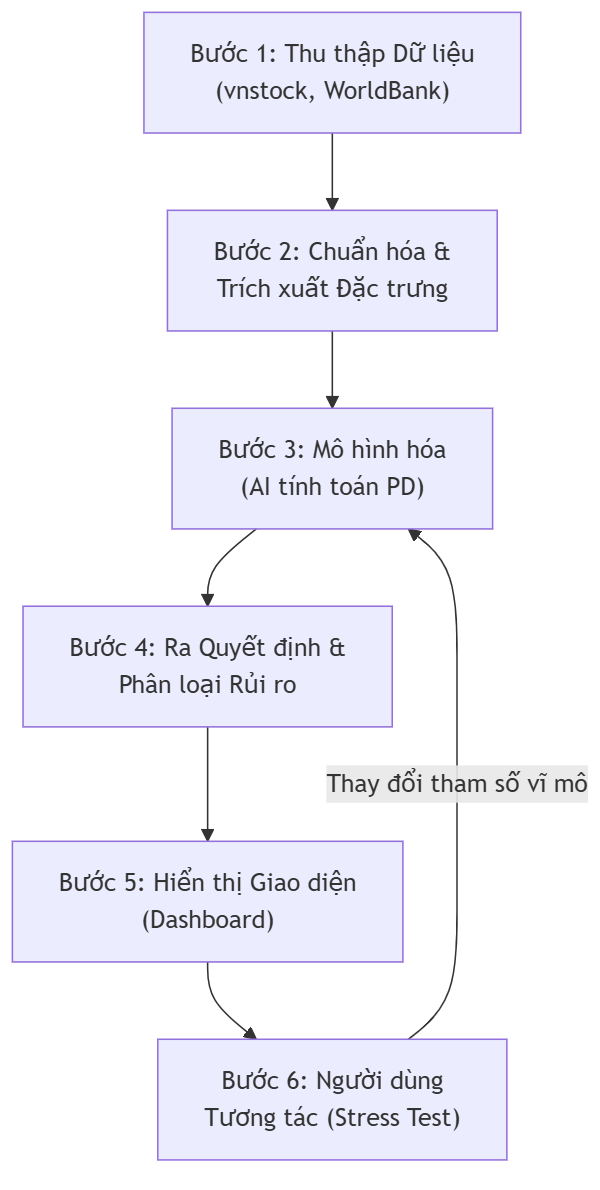 Bước 1: Thu thập Dữ liệu
(vnstock, WorldBank)
Bước 2: Chuẩn hóa &
Trích xuất Đặc trưng
Bước 3: Mô hình hóa
(AI tính toán PD)
Bước 4: Ra Quyết định &
Phân loại Rủi ro
Thay đổi tham số vĩ mô
Bước 5: Hiển thị Giao diện
(Dashboard)
Bước 6: Người dùng
Tương tác (Stress Test)